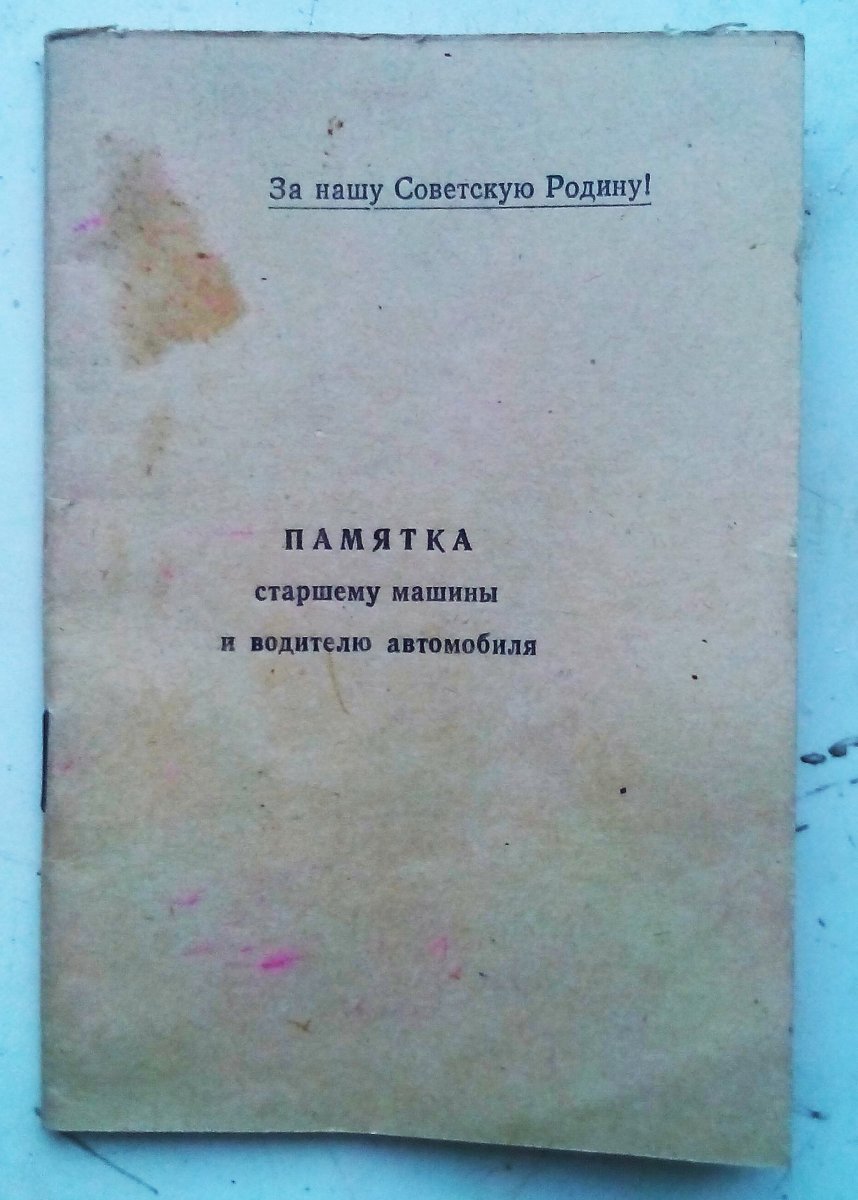 За нашу Советскую Родину!
ПАМЯТКА
старшему машины
и водителю автомобиля